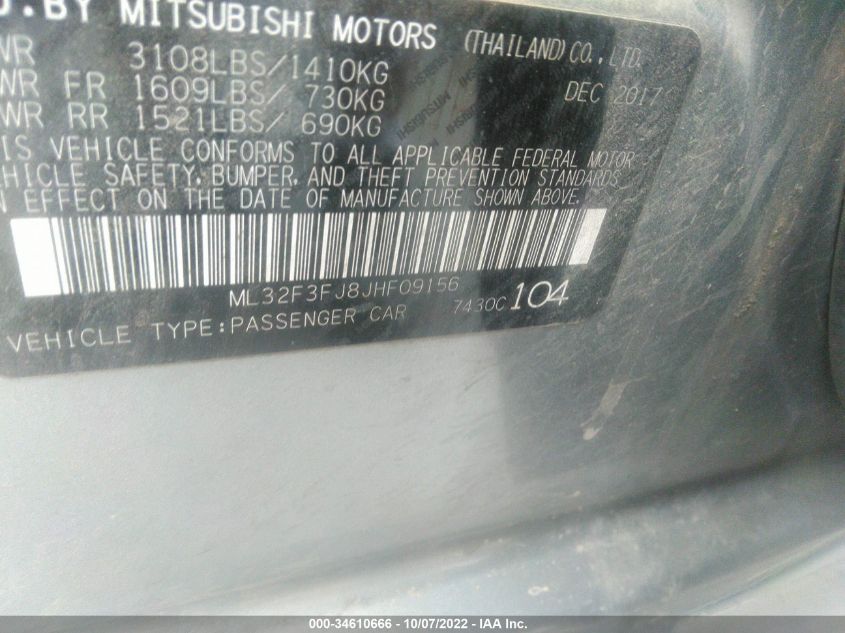 D.BY MITSUBISHI MOTORS (THAILAND) CO., LTD.
WR 3108LBS/1410KG DEC 2017
WR FR 1609LBS/ 730KG
WR RR 1521LBS/ 690KG
IS VEHICLE CONFORMS TO ALL APPLICABLE FEDERAL MOTOR
HICLE SAFETY, BUMPER, AND THEFT PREVENTION STANDARDS
N EFFECT ON THE DATE OF MANUFACTURE SHOWN ABOVE.
ML32F3FJ8JHF09156
VEHICLE TYPE:PASSENGER CAR 7430C 104
000-34610666 - 10/07/2022 - IAA Inc.